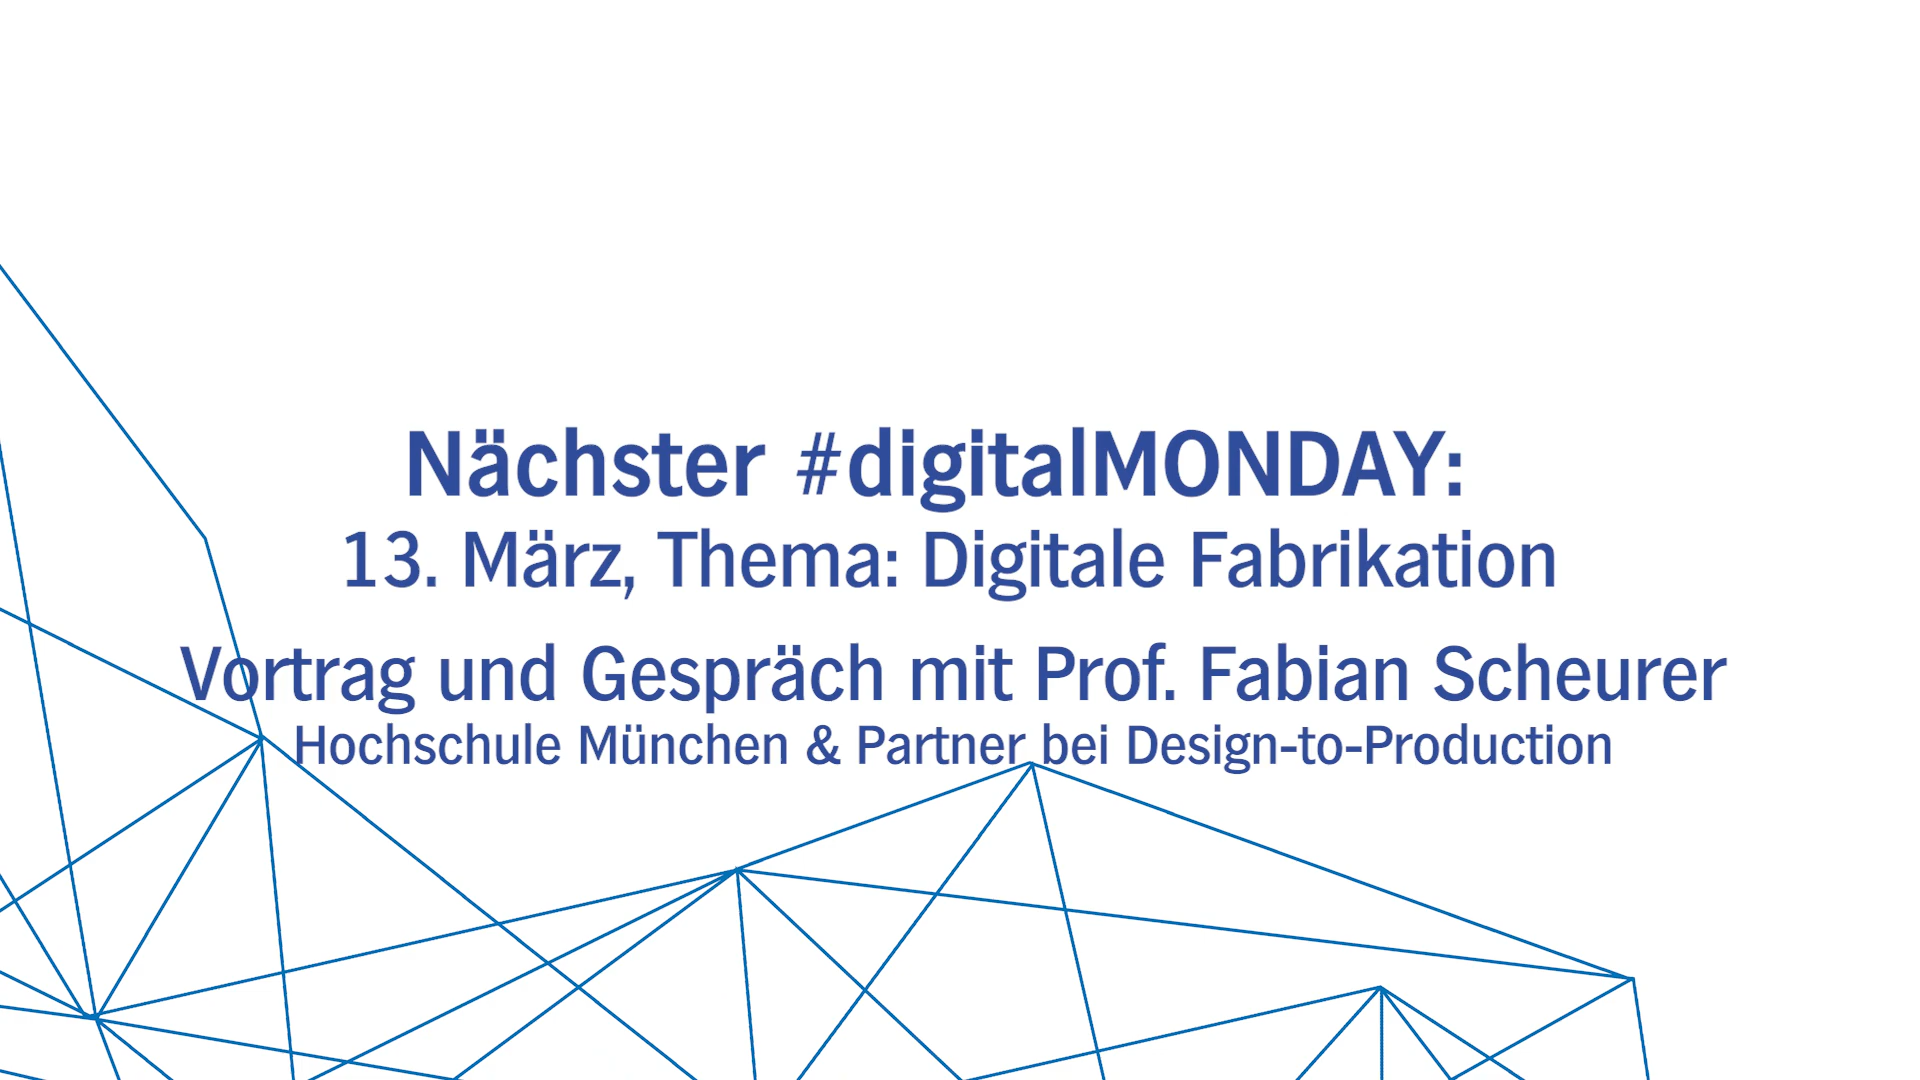 Nächster #digitalMONDAY:
13. März, Thema: Digitale Fabrikation
Vortrag und Gespräch mit Prof. Fabian Scheurer
Hochschule München & Partner bei Design-to-Production